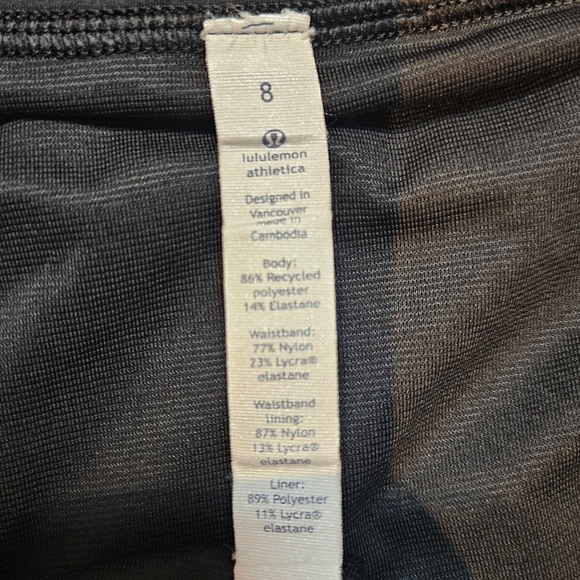 8
lululemon
athletica
Designed in
Vancouver
made in
Cambodia
Body:
86% Recycled
polyester
14% Elastane
Waistband:
77% Nylon
23% Lycra®
elastane
Waistband
lining:
87% Nylon
13% Lycra®
elastane
Liner:
89% Polyester
11% Lycra®
elastane